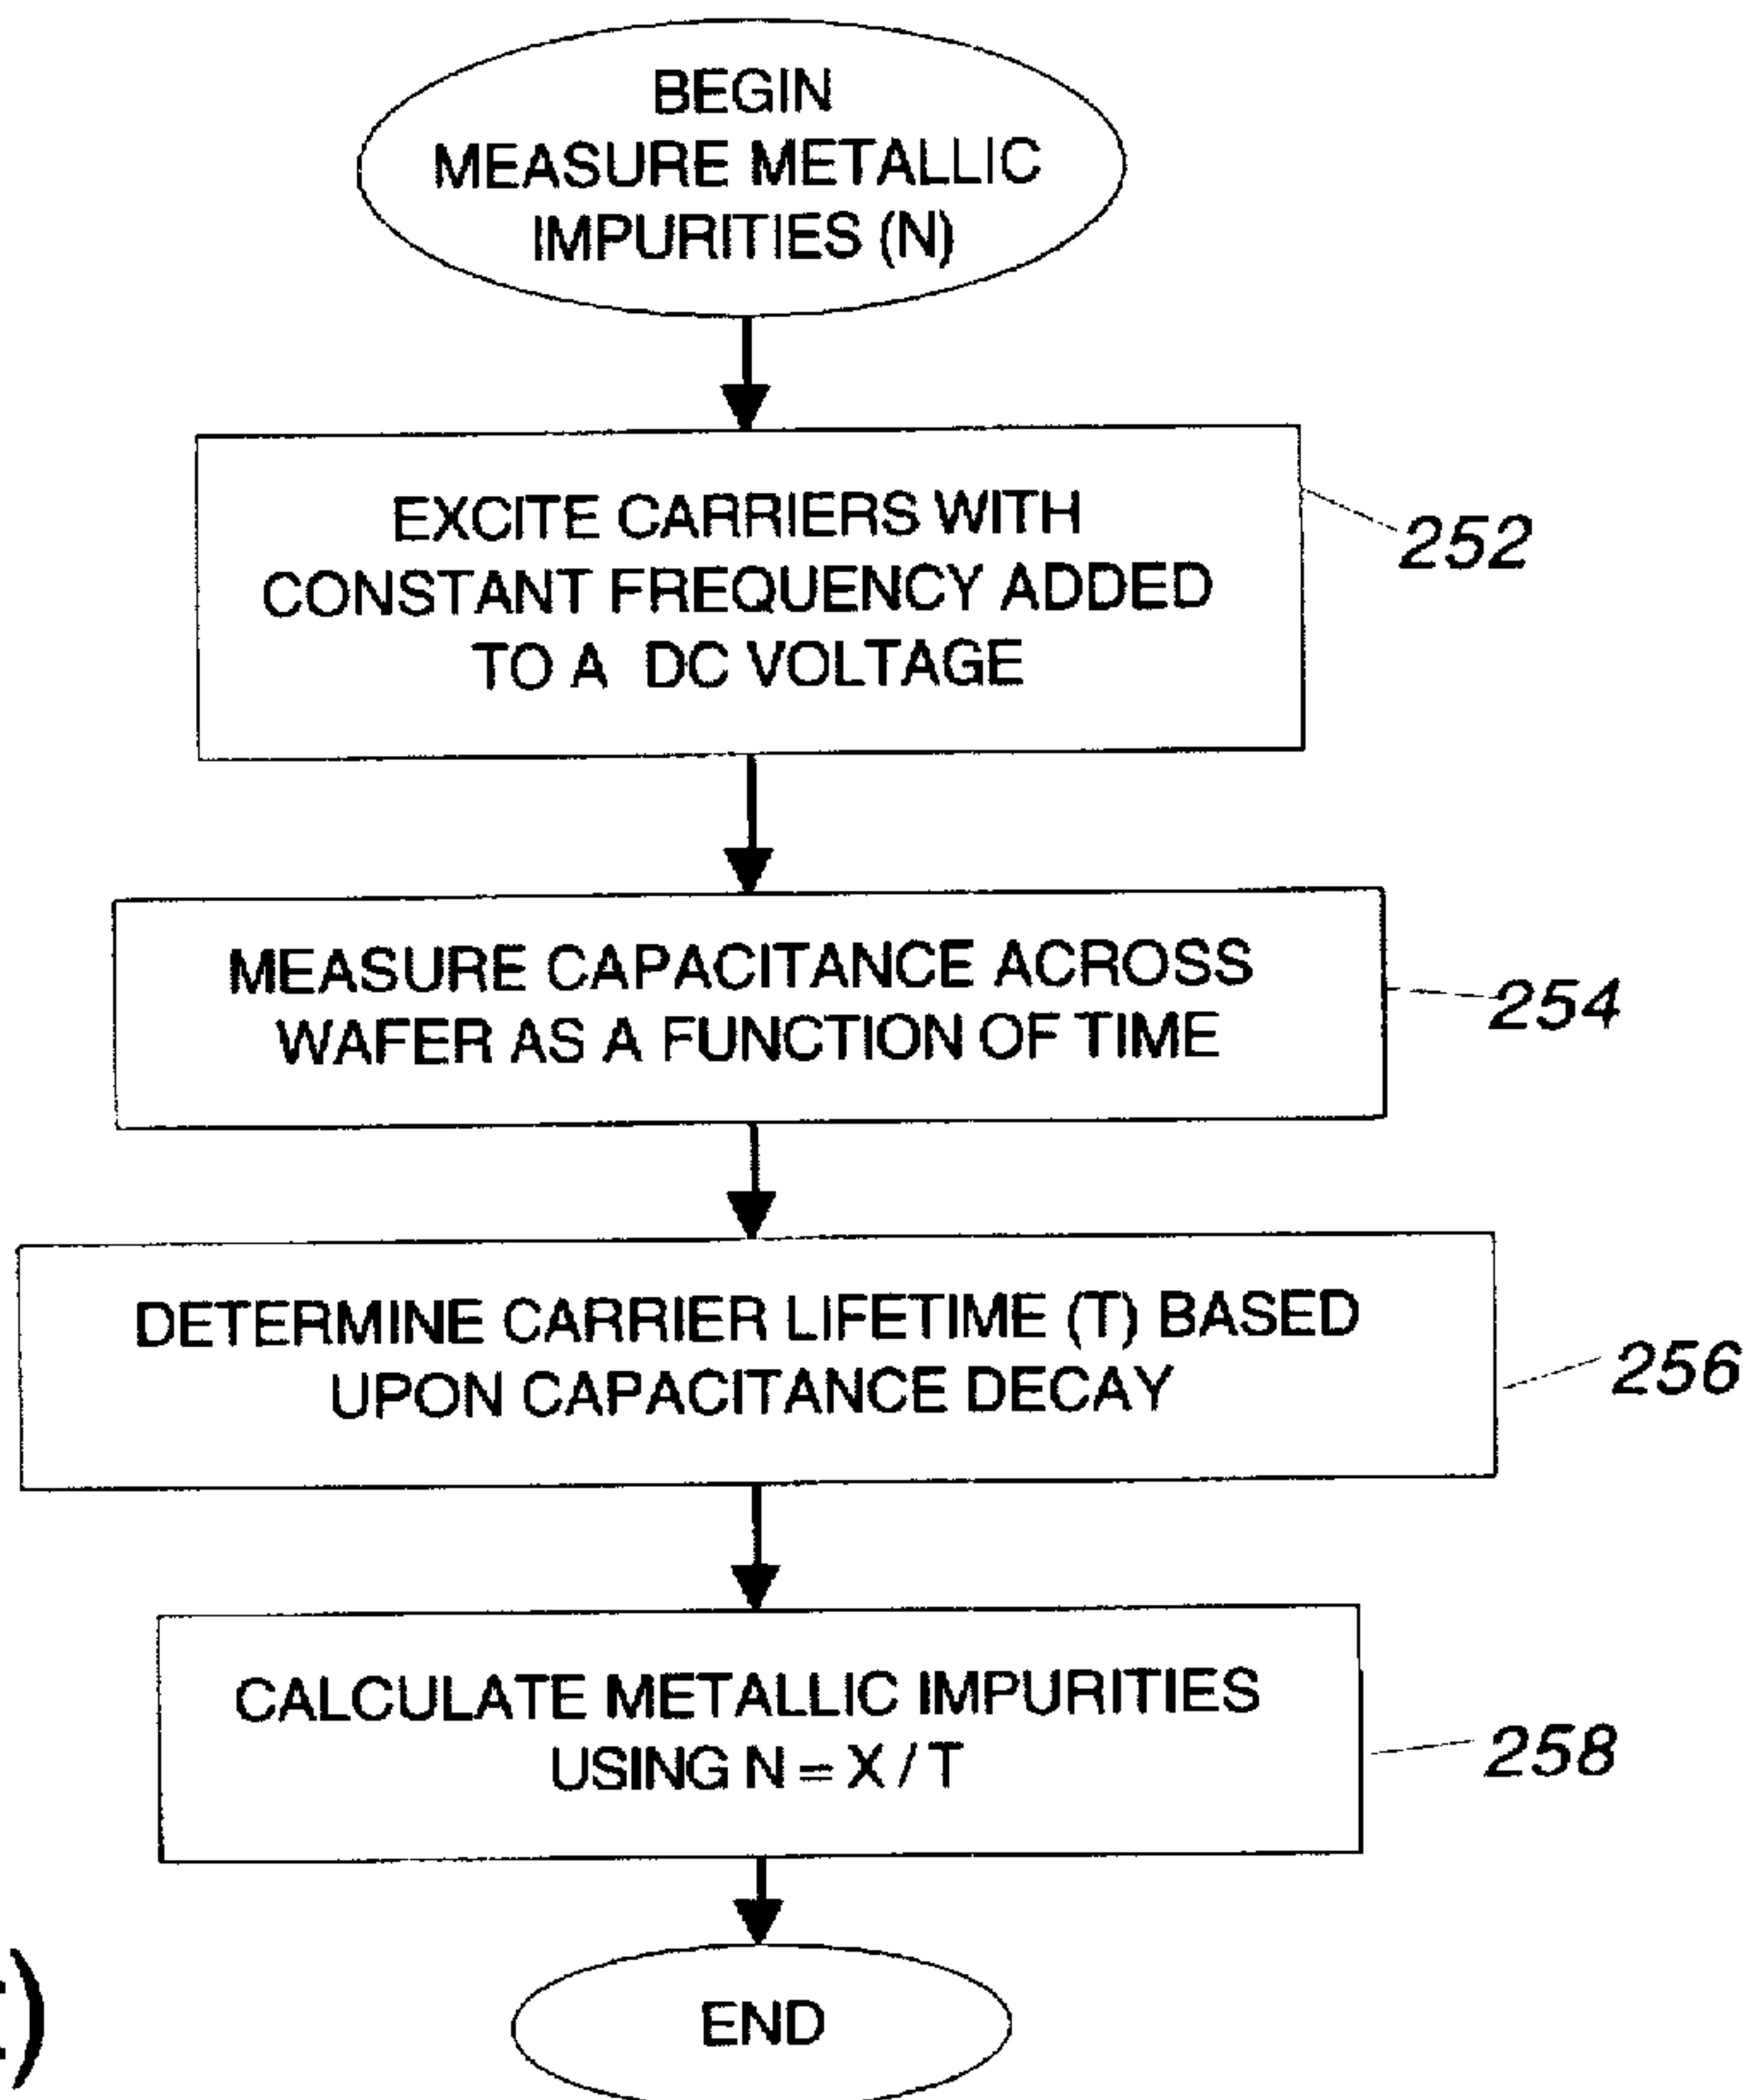 BEGIN
MEASURE METALLIC
IMPURITIES (N)
EXCITE CARRIERS WITH
CONSTANT FREQUENCY ADDED
TO A DC VOLTAGE
252
MEASURE CAPACITANCE ACROSS
WAFER AS A FUNCTION OF TIME
254
DETERMINE CARRIER LIFETIME (T) BASED
UPON CAPACITANCE DECAY
256
CALCULATE METALLIC IMPURITIES
USING N = X / T
258
END
)